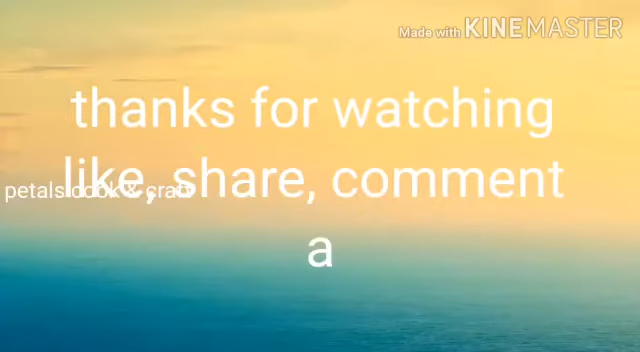 Made with KINEMASTER
thanks for watching
like, share, comment
petals cook & craft
a